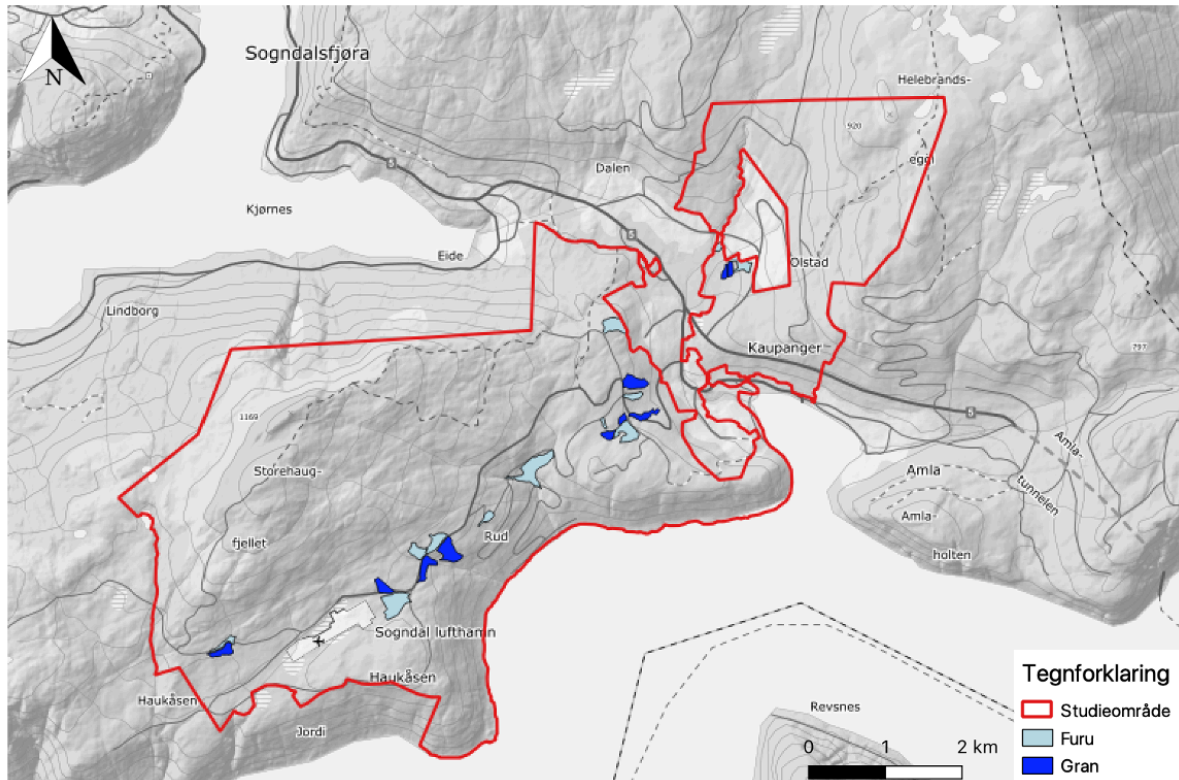 N
Sogndalsfjøra
Helebrands-
920
eggi
Dalen
5
Kjørnes
5
Eide
Olstad
Lindborg
Kaupanger
797
1169
5
Storehaug-
Amla-
tunnelen
Amla
Amla-
holten
fjellet
Rud
Sogndal lufthamn
Haukåsen
Haukåsen
Jordi
Revsnes
Tegnforklaring
Studieområde
Furu
Gran
0 1 2 km